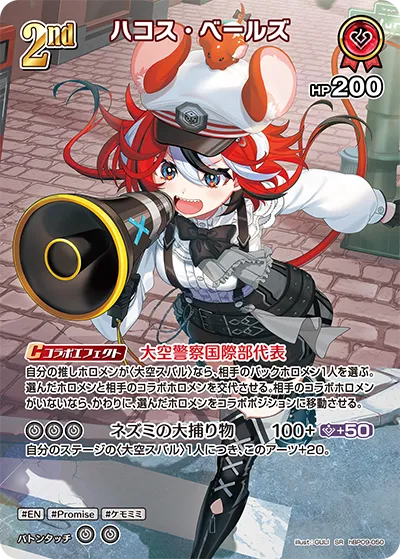 2nd
ハコス・ベールズ
HP200
Cコラボエフェクト 大空警察国際部代表
自分の推しホロメンが〈大空スバル〉なら、相手のバックホロメン1人を選ぶ。
選んだホロメンと相手のコラボホロメンを交代させる。相手のコラボホロメン
がいないなら、かわりに、選んだホロメンをコラボポジションに移動させる。
ネズミの大捕り物 100+ +50
自分のステージの〈大空スバル〉1人につき、このアーツ+20。
#EN #Promise #ケモミミ
バトンタッチ
illust:GUL1 SR hBP06-050